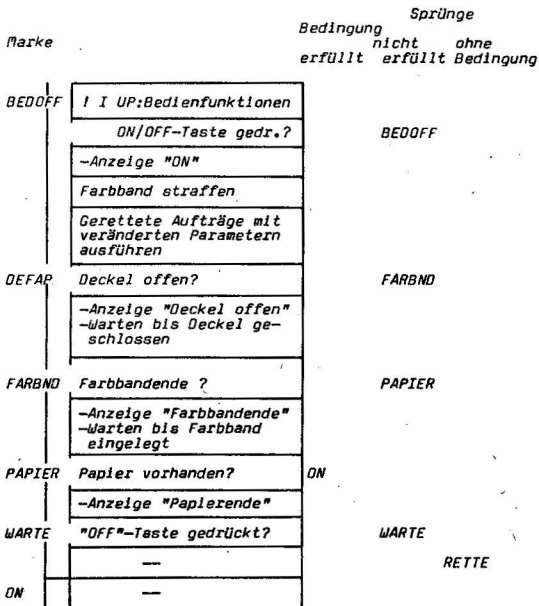 Sprünge
Bedingung
Marke nicht ohne
erfüllt erfüllt Bedingung
BEDOFF ! I UP:Bedienfunktionen
ON/OFF-Taste gedr.? BEDOFF
-Anzeige "ON"
Farbband straffen
Gerettete Aufträge mit
veränderten Parametern
ausführen
DEFAP Deckel offen? FARBND
-Anzeige "Deckel offen"
-Warten bis Deckel ge-
schlossen
FARBND Farbbandende ? PAPIER
-Anzeige "Farbbandende"
-Warten bis Farbband
eingelegt
PAPIER Papier vorhanden? ON
-Anzeige "Papierende"
WARTE "OFF"-Taste gedrückt? WARTE
— RETTE
ON —